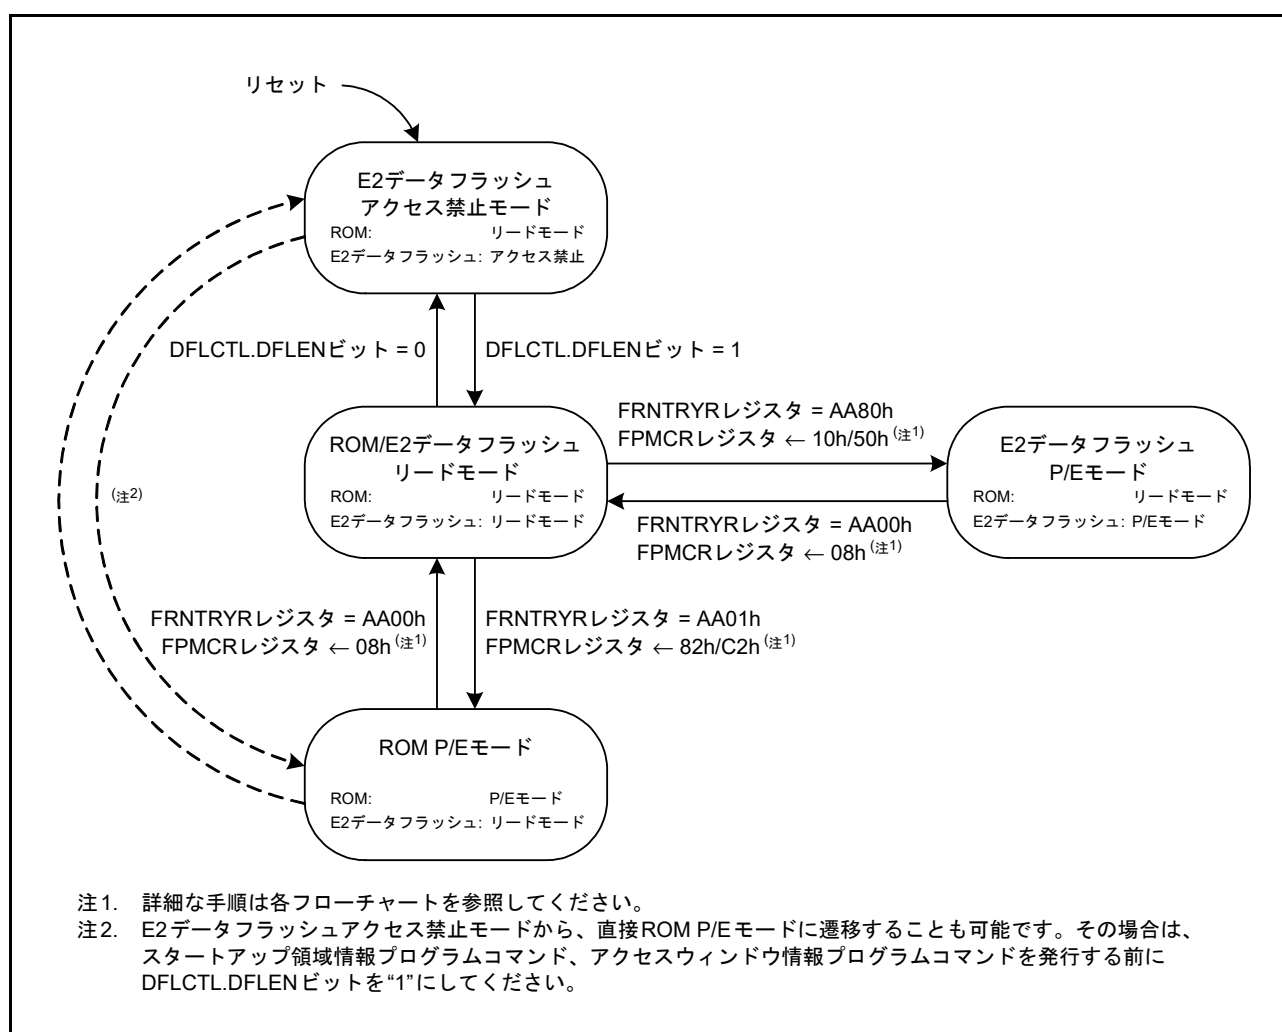 リセット
E2データフラッシュ
アクセス禁止モード
ROM: リードモード
E2データフラッシュ: アクセス禁止
DFLCTL.DFLENビット = 0
DFLCTL.DFLENビット = 1
FRNTRYRレジスタ = AA80h
FPMCRレジスタ ← 10h/50h (注1)
ROM/E2データフラッシュ
リードモード
ROM: リードモード
E2データフラッシュ: リードモード
E2データフラッシュ
P/Eモード
ROM: リードモード
E2データフラッシュ: P/Eモード
(注2)
FRNTRYRレジスタ = AA00h
FPMCRレジスタ ← 08h (注1)
FRNTRYRレジスタ = AA00h
FPMCRレジスタ ← 08h (注1)
FRNTRYRレジスタ = AA01h
FPMCRレジスタ ← 82h/C2h (注1)
ROM P/Eモード
ROM: P/Eモード
E2データフラッシュ: リードモード
注1. 詳細な手順は各フローチャートを参照してください。
注2. E2データフラッシュアクセス禁止モードから、直接ROM P/Eモードに遷移することも可能です。その場合は、
スタートアップ領域情報プログラムコマンド、アクセスウィンドウ情報プログラムコマンドを発行する前に
DFLCTL.DFLENビットを“1”にしてください。